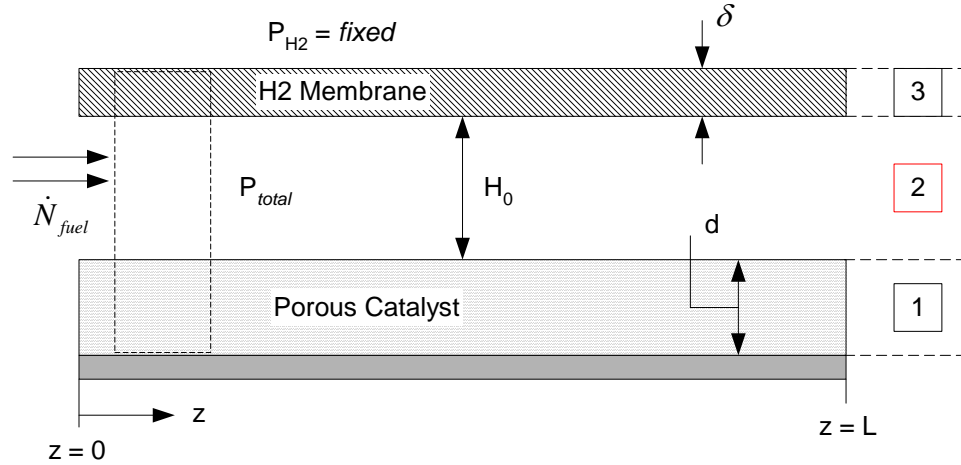 P_H2 = fixed
δ
H2 Membrane
3
P_total
H_0
2
Ṅ_fuel
d
Porous Catalyst
1
z
z = 0
z = L